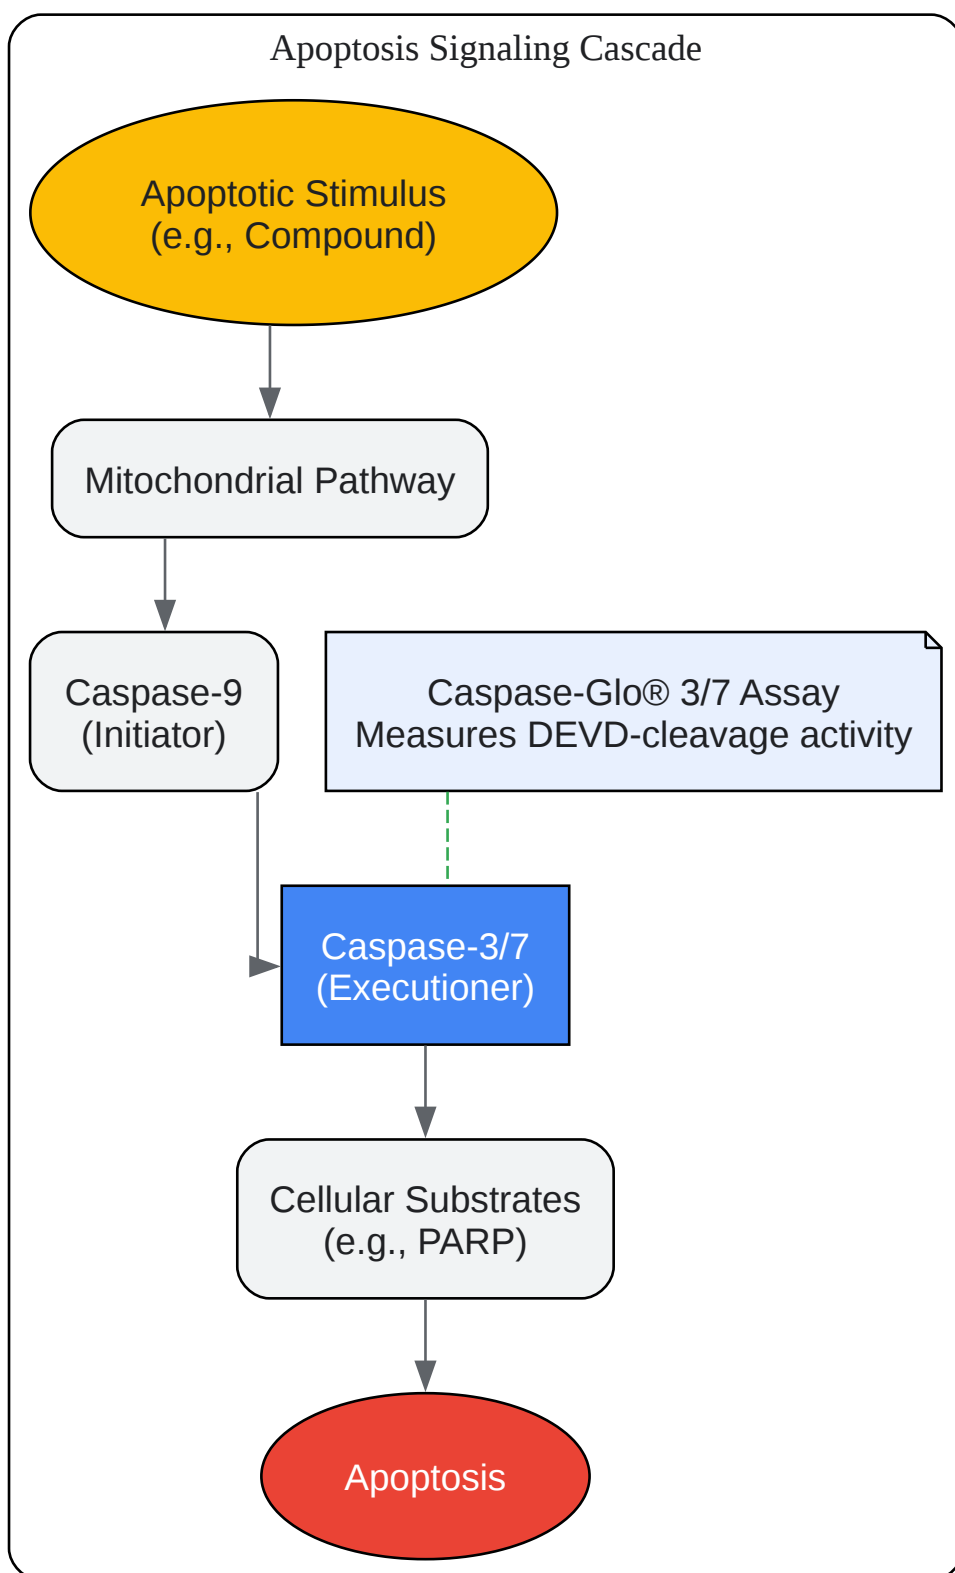 Apoptosis Signaling Cascade
Apoptotic Stimulus
(e.g., Compound)
Mitochondrial Pathway
Caspase-9
(Initiator)
Caspase-Glo® 3/7 Assay
Measures DEVD-cleavage activity
Caspase-3/7
(Executioner)
Cellular Substrates
(e.g., PARP)
Apoptosis